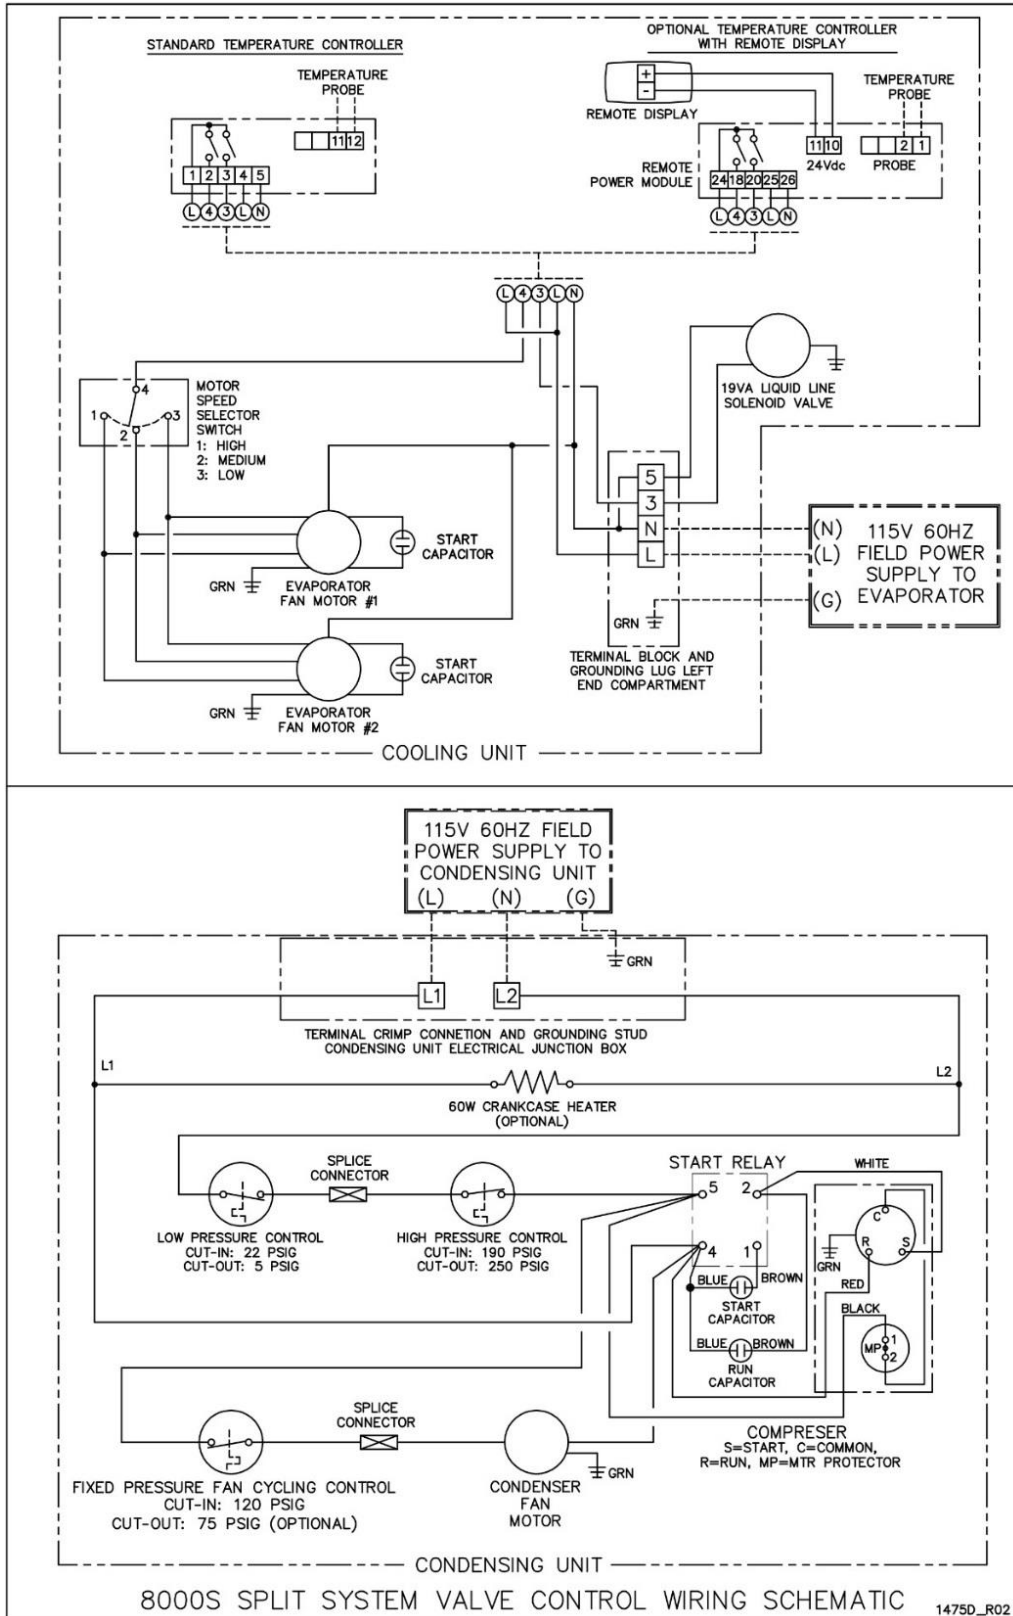 STANDARD TEMPERATURE CONTROLLER
TEMPERATURE
PROBE
11 12
1 2 3 4 5
L 4 3 L N
OPTIONAL TEMPERATURE CONTROLLER
WITH REMOTE DISPLAY
+
-
REMOTE DISPLAY
TEMPERATURE
PROBE
11 10
24Vdc
2 1
PROBE
REMOTE
POWER MODULE
24 18 20 25 26
L 4 3 L N
L 4 3 L N
19VA LIQUID LINE
SOLENOID VALVE
4
1
2
3
MOTOR
SPEED
SELECTOR
SWITCH
1: HIGH
2: MEDIUM
3: LOW
START
CAPACITOR
GRN
EVAPORATOR
FAN MOTOR #1
START
CAPACITOR
GRN
EVAPORATOR
FAN MOTOR #2
5
3
N
L
GRN
TERMINAL BLOCK AND
GROUNDING LUG LEFT
END COMPARTMENT
(N)
(L)
(G)
115V 60HZ
FIELD POWER
SUPPLY TO
EVAPORATOR
COOLING UNIT
115V 60HZ FIELD
POWER SUPPLY TO
CONDENSING UNIT
(L) (N) (G)
GRN
L1 L2
TERMINAL CRIMP CONNETION AND GROUNDING STUD
CONDENSING UNIT ELECTRICAL JUNCTION BOX
L1
L2
60W CRANKCASE HEATER
(OPTIONAL)
SPLICE
CONNECTOR
LOW PRESSURE CONTROL
CUT-IN: 22 PSIG
CUT-OUT: 5 PSIG
HIGH PRESSURE CONTROL
CUT-IN: 190 PSIG
CUT-OUT: 250 PSIG
START RELAY
5 2
4 1
WHITE
BLUE BROWN
START
CAPACITOR
BLUE BROWN
RUN
CAPACITOR
C
R S
GRN
RED
BLACK
MP
1
2
COMPRESER
S=START, C=COMMON,
R=RUN, MP=MTR PROTECTOR
SPLICE
CONNECTOR
FIXED PRESSURE FAN CYCLING CONTROL
CUT-IN: 120 PSIG
CUT-OUT: 75 PSIG (OPTIONAL)
GRN
CONDENSER
FAN
MOTOR
CONDENSING UNIT
8000S SPLIT SYSTEM VALVE CONTROL WIRING SCHEMATIC
1475D_R02